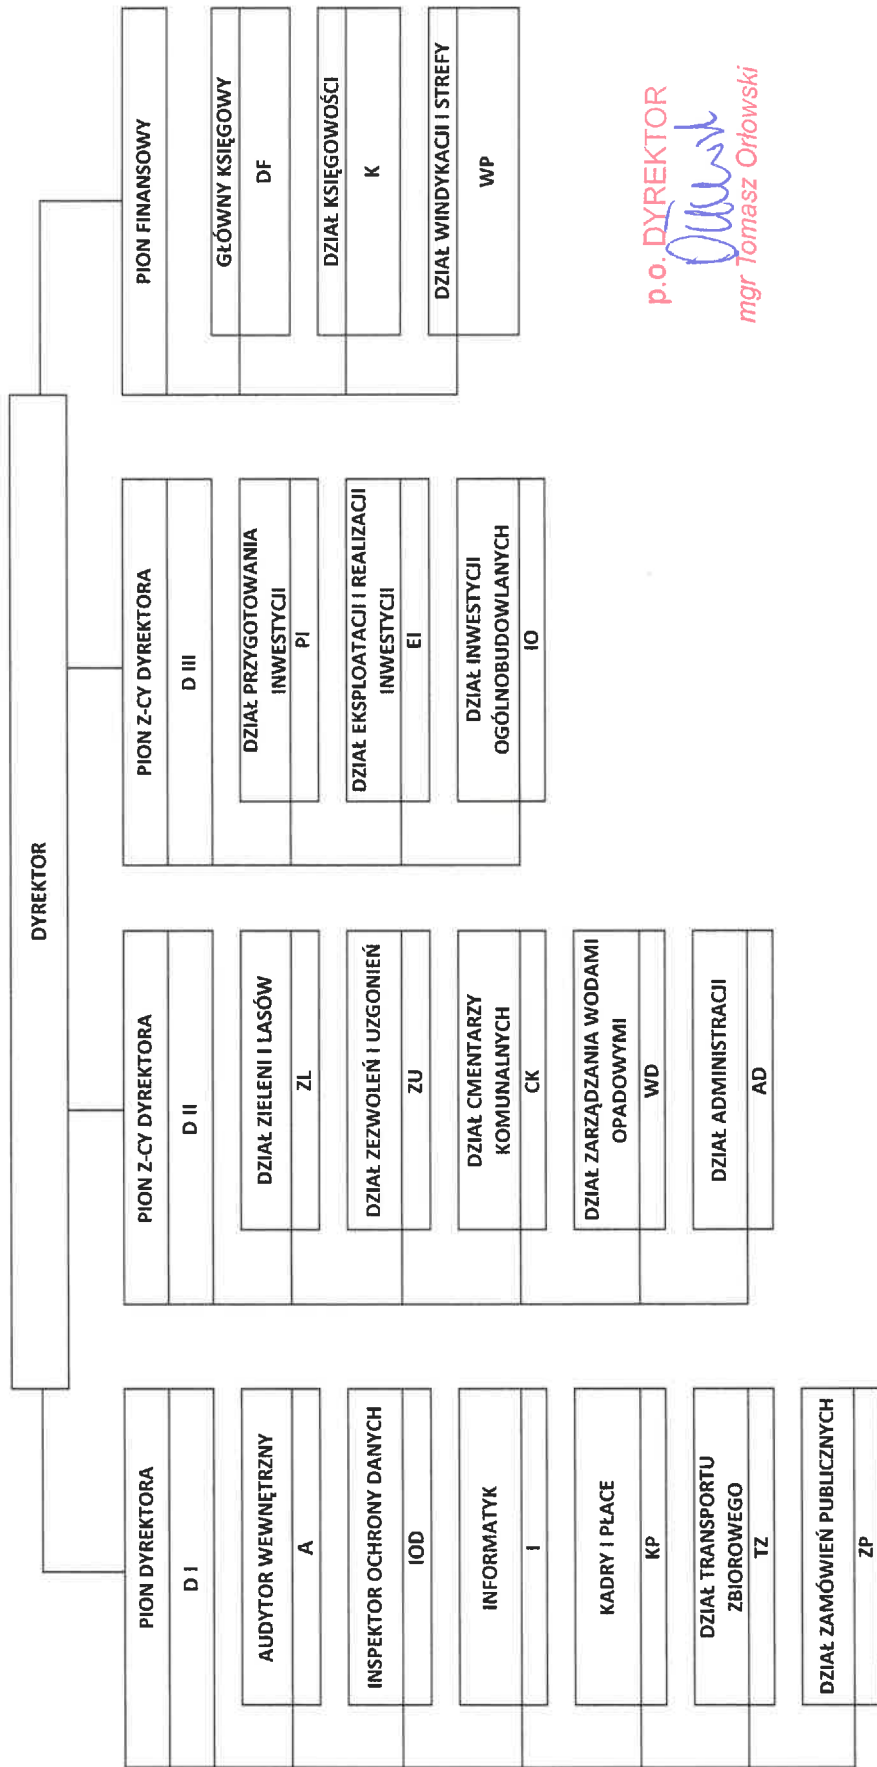 DYREKTOR
PION DYREKTORA
D I
AUDYTOR WEWNĘTRZNY
A
INSPEKTOR OCHRONY DANYCH
IOD
INFORMATYK
I
KADRY I PŁACE
KP
DZIAŁ TRANSPORTU
ZBIOROWEGO
TZ
DZIAŁ ZAMÓWIEŃ PUBLICZNYCH
ZP
PION Z-CY DYREKTORA
D II
DZIAŁ ZIELENI I LASÓW
ZL
DZIAŁ ZEZWOLEŃ I UZGONIEŃ
ZU
DZIAŁ CMENTARZY
KOMUNALNYCH
CK
DZIAŁ ZARZĄDZANIA WODAMI
OPADOWYMI
WD
DZIAŁ ADMINISTRACJI
AD
PION Z-CY DYREKTORA
D III
DZIAŁ PRZYGOTOWANIA
INWESTYCJI
PI
DZIAŁ EKSPLOATACJI I REALIZACJI
INWESTYCJI
EI
DZIAŁ INWESTYCJI
OGÓLNOBUDOWLANYCH
IO
PION FINANSOWY
GŁÓWNY KSIĘGOWY
DF
DZIAŁ KSIĘGOWOŚCI
K
DZIAŁ WINDYKACJI I STREFY
WP
p.o. DYREKTOR
mgr Tomasz Orłowski